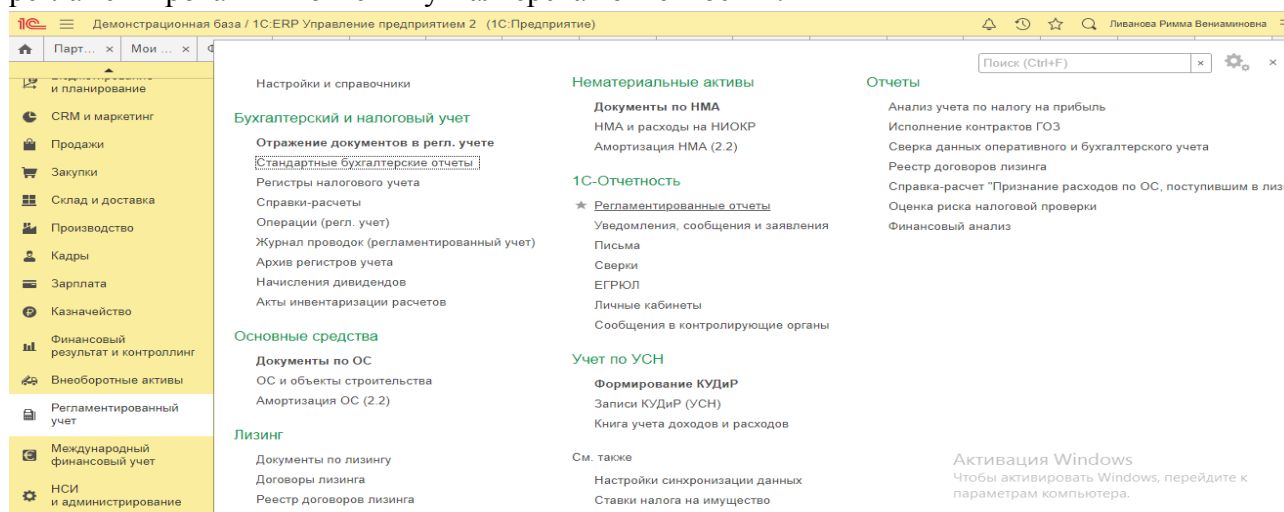 Демонстрационная база / 1С:ERP Управление предприятием 2 (1С:Предприятие)
Ливанова Римма Вениаминовна
Парт... ×
Мои ... ×
Поиск (Ctrl+F)
и планирование
CRM и маркетинг
Продажи
Закупки
Склад и доставка
Производство
Кадры
Зарплата
Казначейство
Финансовый
результат и контроллинг
Внеоборотные активы
Регламентированный
учет
Международный
финансовый учет
НСИ
и администрирование
Настройки и справочники
Бухгалтерский и налоговый учет
Отражение документов в регл. учете
Стандартные бухгалтерские отчеты
Регистры налогового учета
Справки-расчеты
Операции (регл. учет)
Журнал проводок (регламентированный учет)
Архив регистров учета
Начисления дивидендов
Акты инвентаризации расчетов
Основные средства
Документы по ОС
ОС и объекты строительства
Амортизация ОС (2.2)
Лизинг
Документы по лизингу
Договоры лизинга
Реестр договоров лизинга
Нематериальные активы
Документы по НМА
НМА и расходы на НИОКР
Амортизация НМА (2.2)
1С-Отчетность
Регламентированные отчеты
Уведомления, сообщения и заявления
Письма
Сверки
ЕГРЮЛ
Личные кабинеты
Сообщения в контролирующие органы
Учет по УСН
Формирование КУДиР
Записи КУДиР (УСН)
Книга учета доходов и расходов
См. также
Настройки синхронизации данных
Ставки налога на имущество
Отчеты
Анализ учета по налогу на прибыль
Исполнение контрактов ГОЗ
Сверка данных оперативного и бухгалтерского учета
Реестр договоров лизинга
Справка-расчет "Признание расходов по ОС, поступившим в лиз
Оценка риска налоговой проверки
Финансовый анализ
Активация Windows
Чтобы активировать Windows, перейдите к
параметрам компьютера.